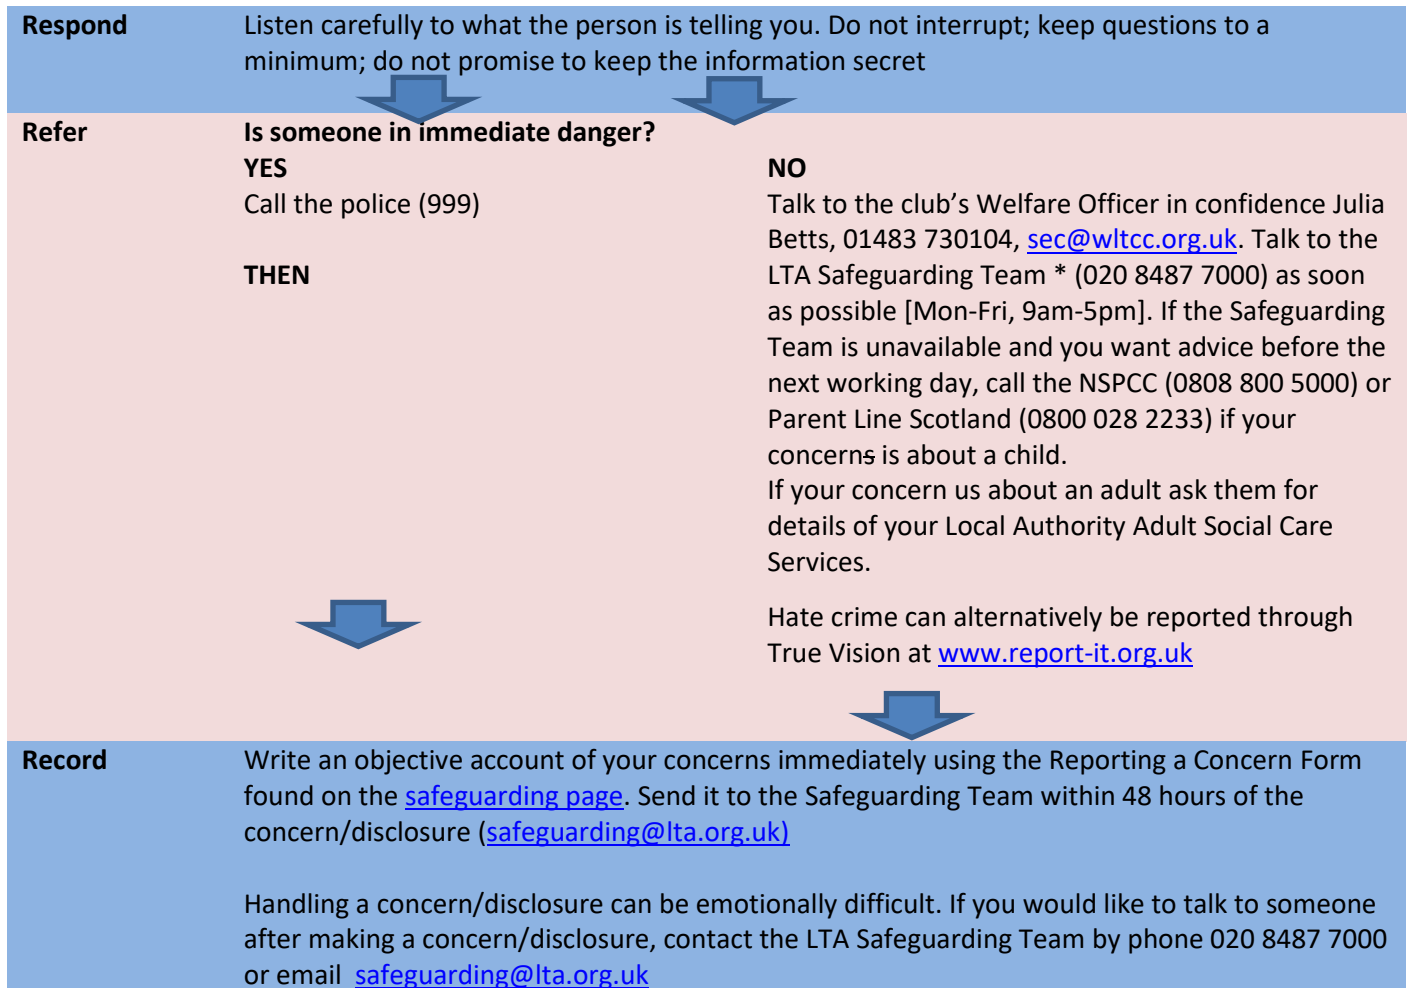 Respond
Listen carefully to what the person is telling you. Do not interrupt; keep questions to a
minimum; do not promise to keep the information secret
Refer
Is someone in immediate danger?
YES
Call the police (999)
THEN
NO
Talk to the club’s Welfare Officer in confidence Julia
Betts, 01483 730104, sec@wltcc.org.uk. Talk to the
LTA Safeguarding Team * (020 8487 7000) as soon
as possible [Mon-Fri, 9am-5pm]. If the Safeguarding
Team is unavailable and you want advice before the
next working day, call the NSPCC (0808 800 5000) or
Parent Line Scotland (0800 028 2233) if your
concerns is about a child.
If your concern us about an adult ask them for
details of your Local Authority Adult Social Care
Services.
Hate crime can alternatively be reported through
True Vision at www.report-it.org.uk
Record
Write an objective account of your concerns immediately using the Reporting a Concern Form
found on the safeguarding page. Send it to the Safeguarding Team within 48 hours of the
concern/disclosure (safeguarding@lta.org.uk)
Handling a concern/disclosure can be emotionally difficult. If you would like to talk to someone
after making a concern/disclosure, contact the LTA Safeguarding Team by phone 020 8487 7000
or email safeguarding@lta.org.uk